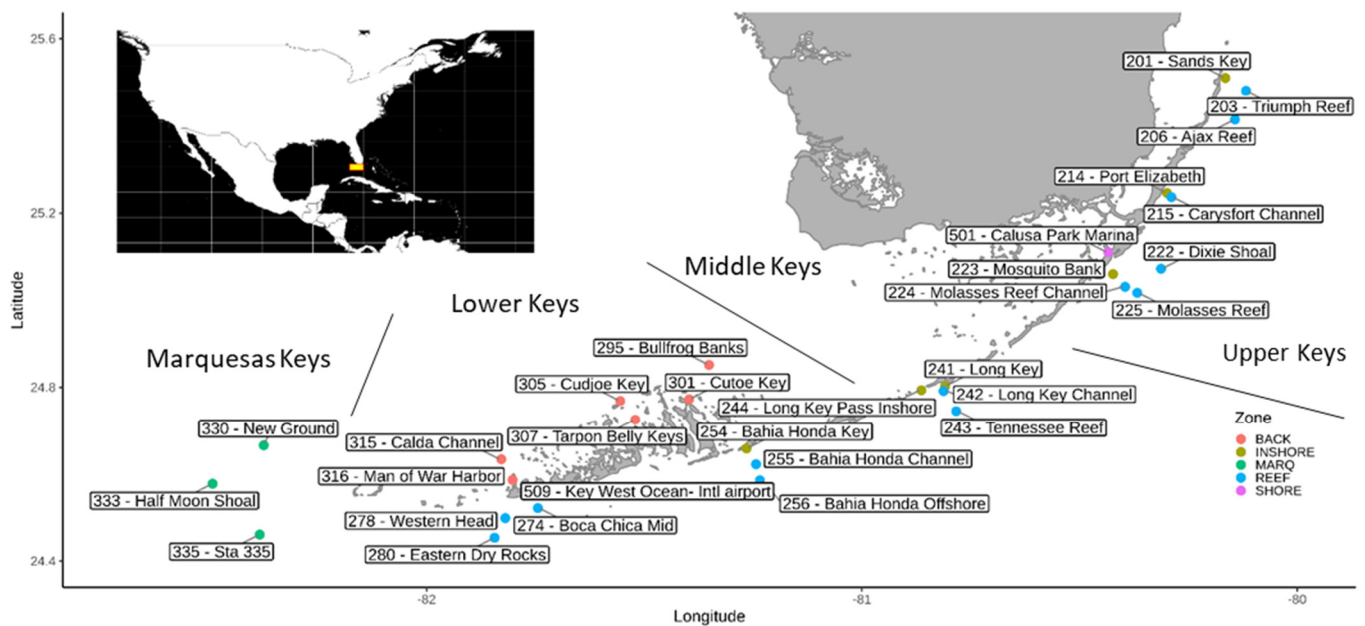 25.6
201 - Sands Key
203 - Triumph Reef
206 - Ajax Reef
214 - Port Elizabeth
25.2
215 - Carysfort Channel
501 - Calusa Park Marina
222 - Dixie Shoal
Middle Keys
223 - Mosquito Bank
224 - Molasses Reef Channel
Latitude
Lower Keys
225 - Molasses Reef
295 - Bullfrog Banks
Marquesas Keys
Upper Keys
241 - Long Key
24.8
305 - Cudjoe Key
301 - Cutoe Key
242 - Long Key Channel
244 - Long Key Pass Inshore
Zone
330 - New Ground
243 - Tennessee Reef
307 - Tarpon Belly Keys
254 - Bahia Honda Key
BACK
315 - Calda Channel
INSHORE
255 - Bahia Honda Channel
MARQ
316 - Man of War Harbor
REEF
509 - Key West Ocean- Intl airport
SHORE
333 - Half Moon Shoal
256 - Bahia Honda Offshore
278 - Western Head
274 - Boca Chica Mid
335 - Sta 335
280 - Eastern Dry Rocks
24.4
-82
-81
-80
Longitude